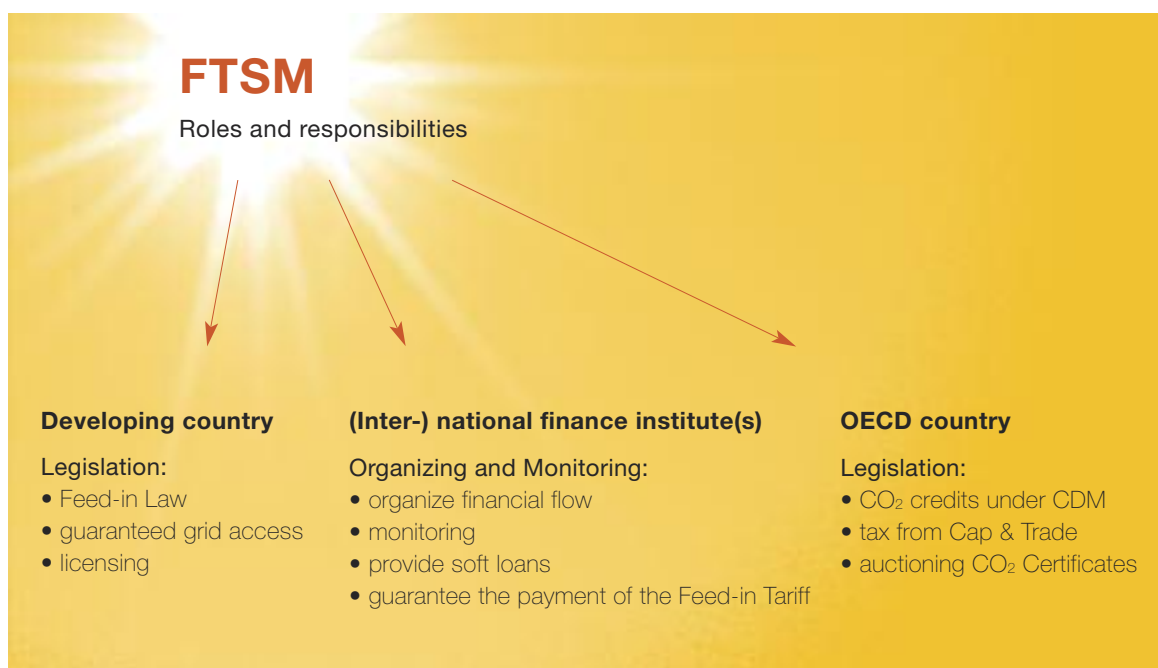 FTSM
Roles and responsibilities
Developing country
Legislation:
• Feed-in Law
• guaranteed grid access
• licensing
(Inter-) national finance institute(s)
Organizing and Monitoring:
• organize financial flow
• monitoring
• provide soft loans
• guarantee the payment of the Feed-in Tariff
OECD country
Legislation:
• CO₂ credits under CDM
• tax from Cap & Trade
• auctioning CO₂ Certificates